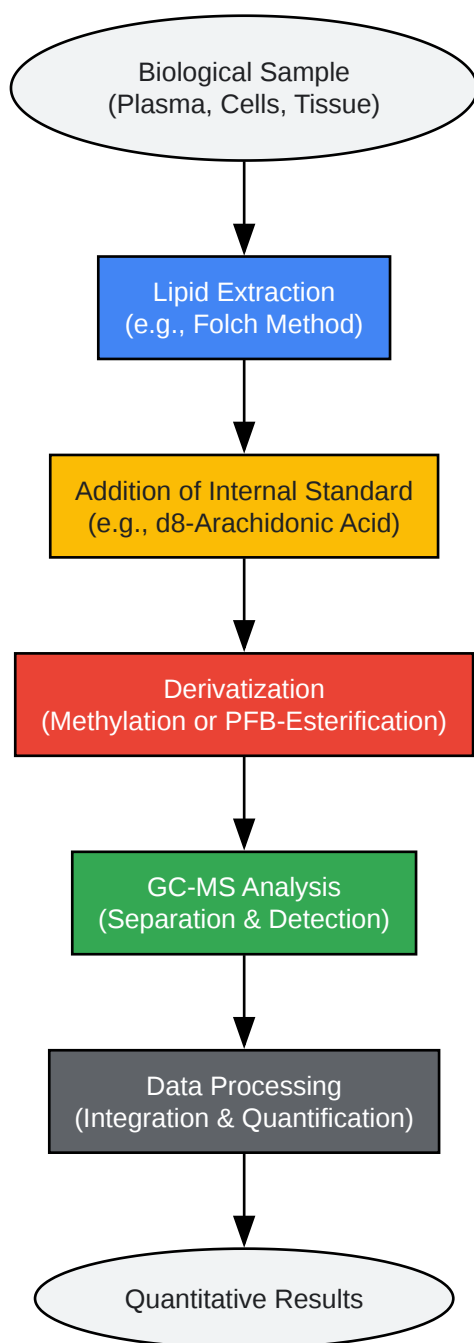 Biological Sample
(Plasma, Cells, Tissue)
Lipid Extraction
(e.g., Folch Method)
Addition of Internal Standard
(e.g., d8-Arachidonic Acid)
Derivatization
(Methylation or PFB-Esterification)
GC-MS Analysis
(Separation & Detection)
Data Processing
(Integration & Quantification)
Quantitative Results